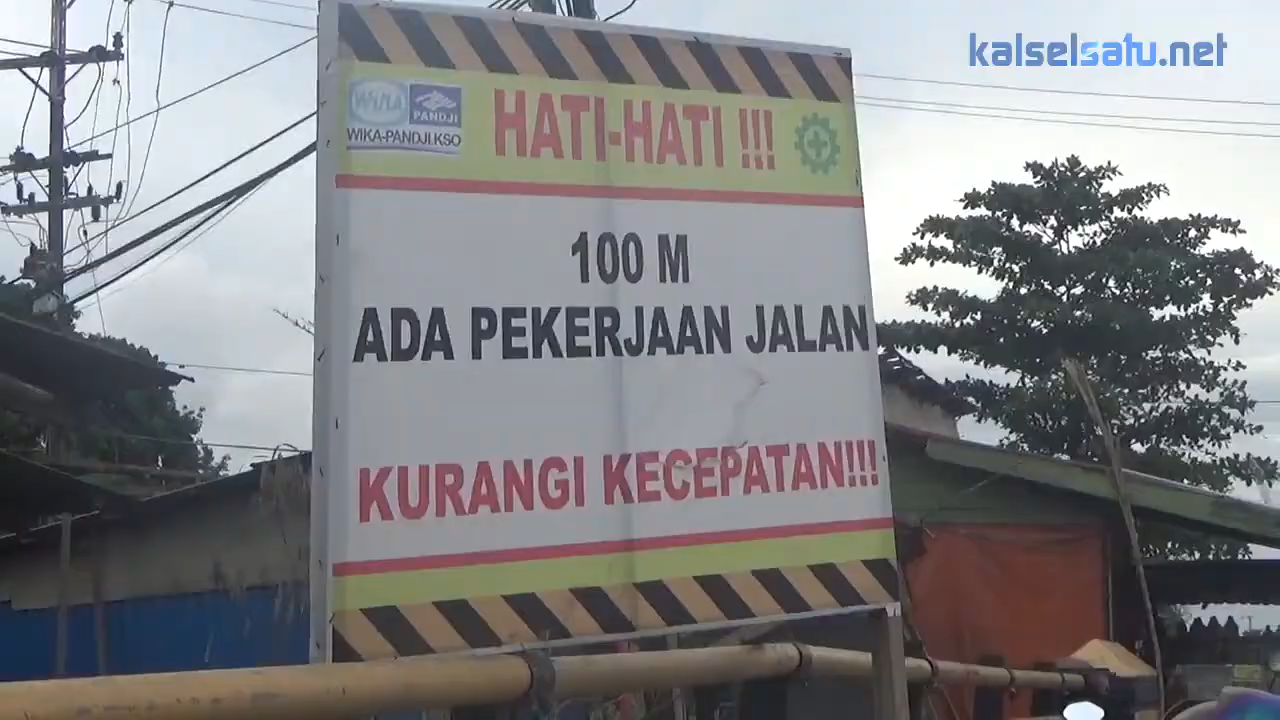 kalselsatu.net
WIKA PANDJI
WIKA-PANDJI.KSO
HATI-HATI !!!
100 M
ADA PEKERJAAN JALAN
KURANGI KECEPATAN!!!